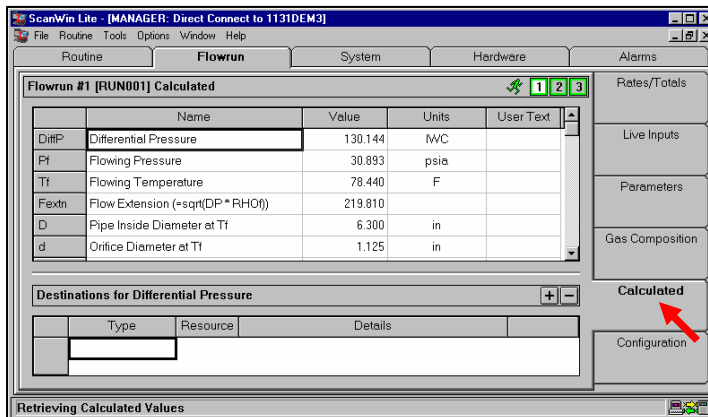 ScanWin Lite - [MANAGER: Direct Connect to 1131DEM3]
File Routine Tools Options Window Help
Routine Flowrun System Hardware Alarms
Flowrun #1 [RUN001] Calculated 1 2 3
Name Value Units User Text
DiffP Differential Pressure 130.144 IWC
Pf Flowing Pressure 30.893 psia
Tf Flowing Temperature 78.440 F
Fextn Flow Extension (=sqrt(DP * RHOf)) 219.810
D Pipe Inside Diameter at Tf 6.300 in
d Orifice Diameter at Tf 1.125 in
Rates/Totals
Live Inputs
Parameters
Gas Composition
Calculated
Configuration
Destinations for Differential Pressure + -
Type Resource Details
Retrieving Calculated Values